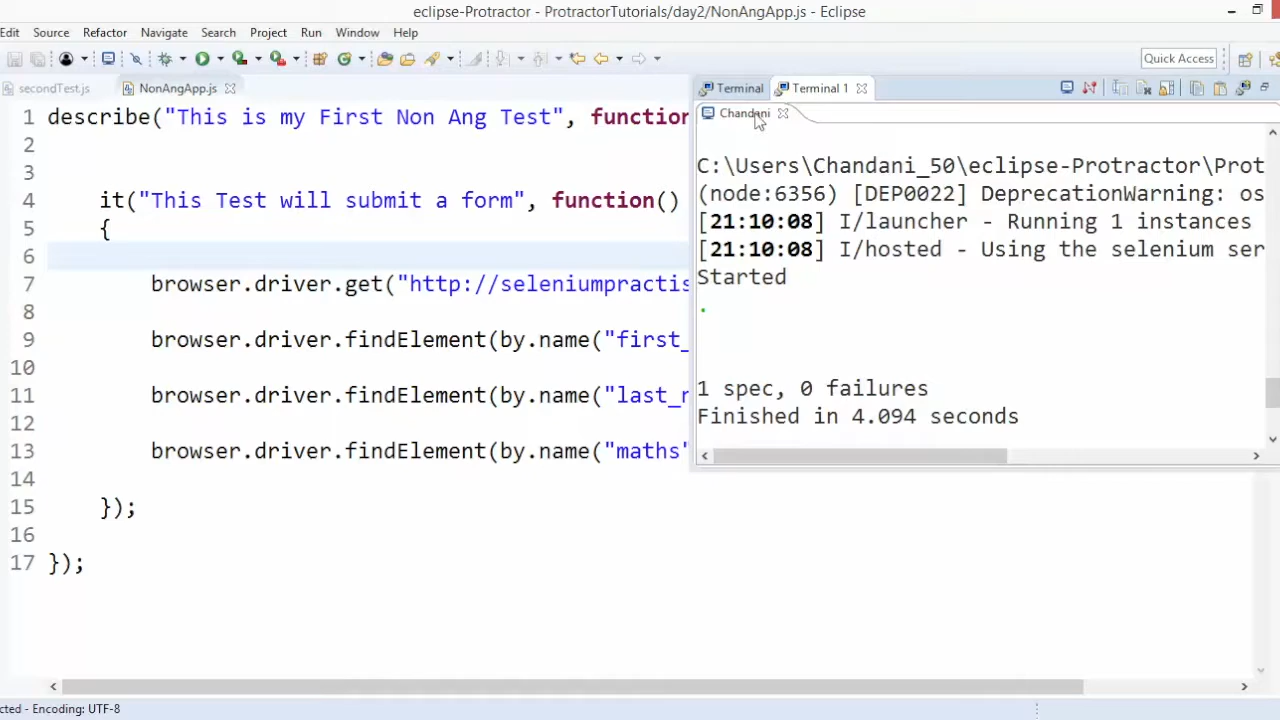 eclipse-Protractor - ProtractorTutorials/day2/NonAngApp.js - Eclipse
Edit Source Refactor Navigate Search Project Run Window Help
Quick Access
secondTest.js NonAngApp.js
1 describe("This is my First Non Ang Test", function
2
3
4 it("This Test will submit a form", function()
5 {
6
7 browser.driver.get("http://seleniumpractis
8
9 browser.driver.findElement(by.name("first_
10
11 browser.driver.findElement(by.name("last_n
12
13 browser.driver.findElement(by.name("maths"
14
15 });
16
17 });
Terminal Terminal 1
Chandani
C:\Users\Chandani_50\eclipse-Protractor\Prot
(node:6356) [DEP0022] DeprecationWarning: os
[21:10:08] I/launcher - Running 1 instances
[21:10:08] I/hosted - Using the selenium ser
Started
.
1 spec, 0 failures
Finished in 4.094 seconds
cted - Encoding: UTF-8